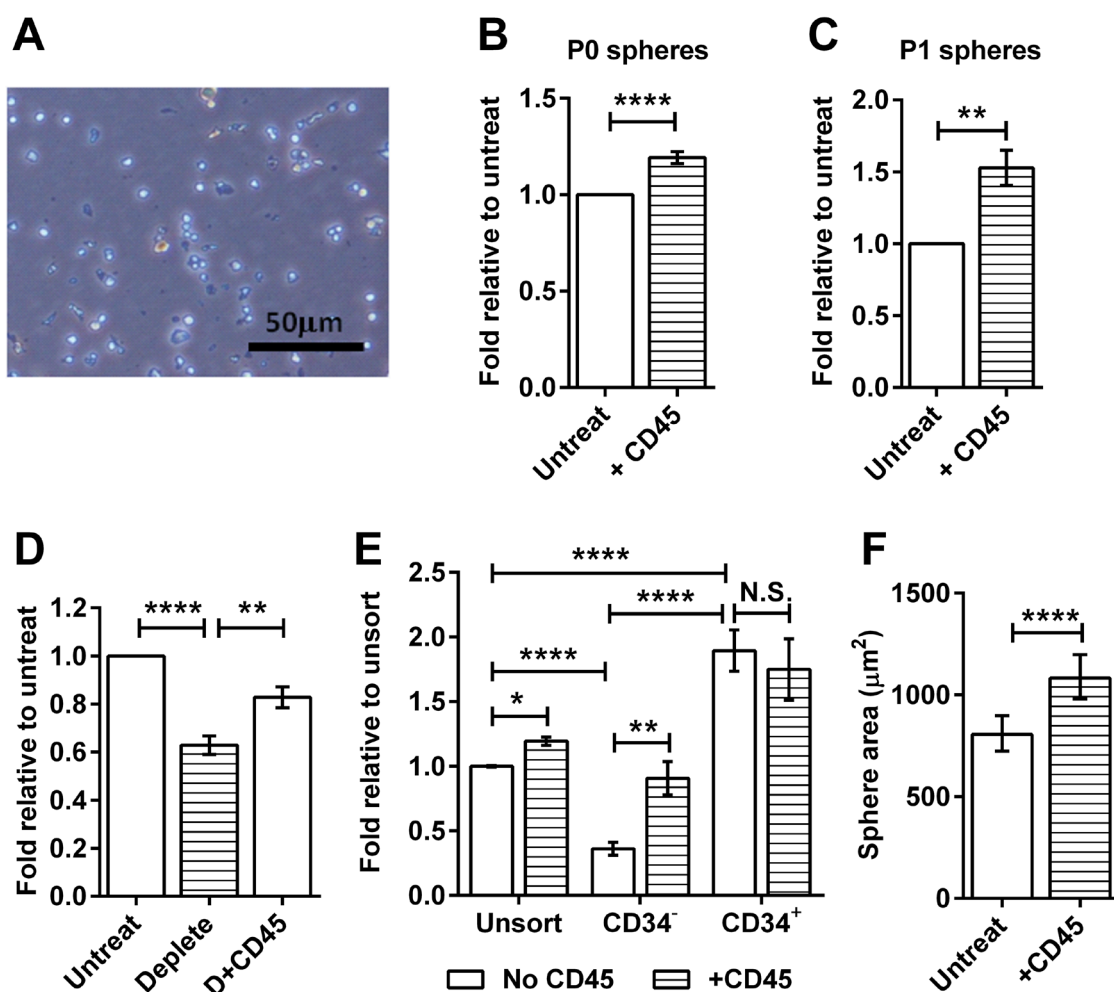 A
50μm
B
P0 spheres
Fold relative to untreat
1.5
1.0
0.5
0.0
****
Untreat
+ CD45
C
P1 spheres
Fold relative to untreat
2.0
1.5
1.0
0.5
0.0
**
Untreat
+ CD45
D
Fold relative to untreat
1.2
1.0
0.8
0.6
0.4
0.2
0.0
**** **
Untreat
Deplete
D+CD45
E
Fold relative to unsort
2.5
2.0
1.5
1.0
0.5
0.0
****
**** N.S.
****
* **
Unsort CD34⁻ CD34⁺
No CD45 +CD45
F
Sphere area (μm²)
1500
1000
500
0
****
Untreat
+CD45